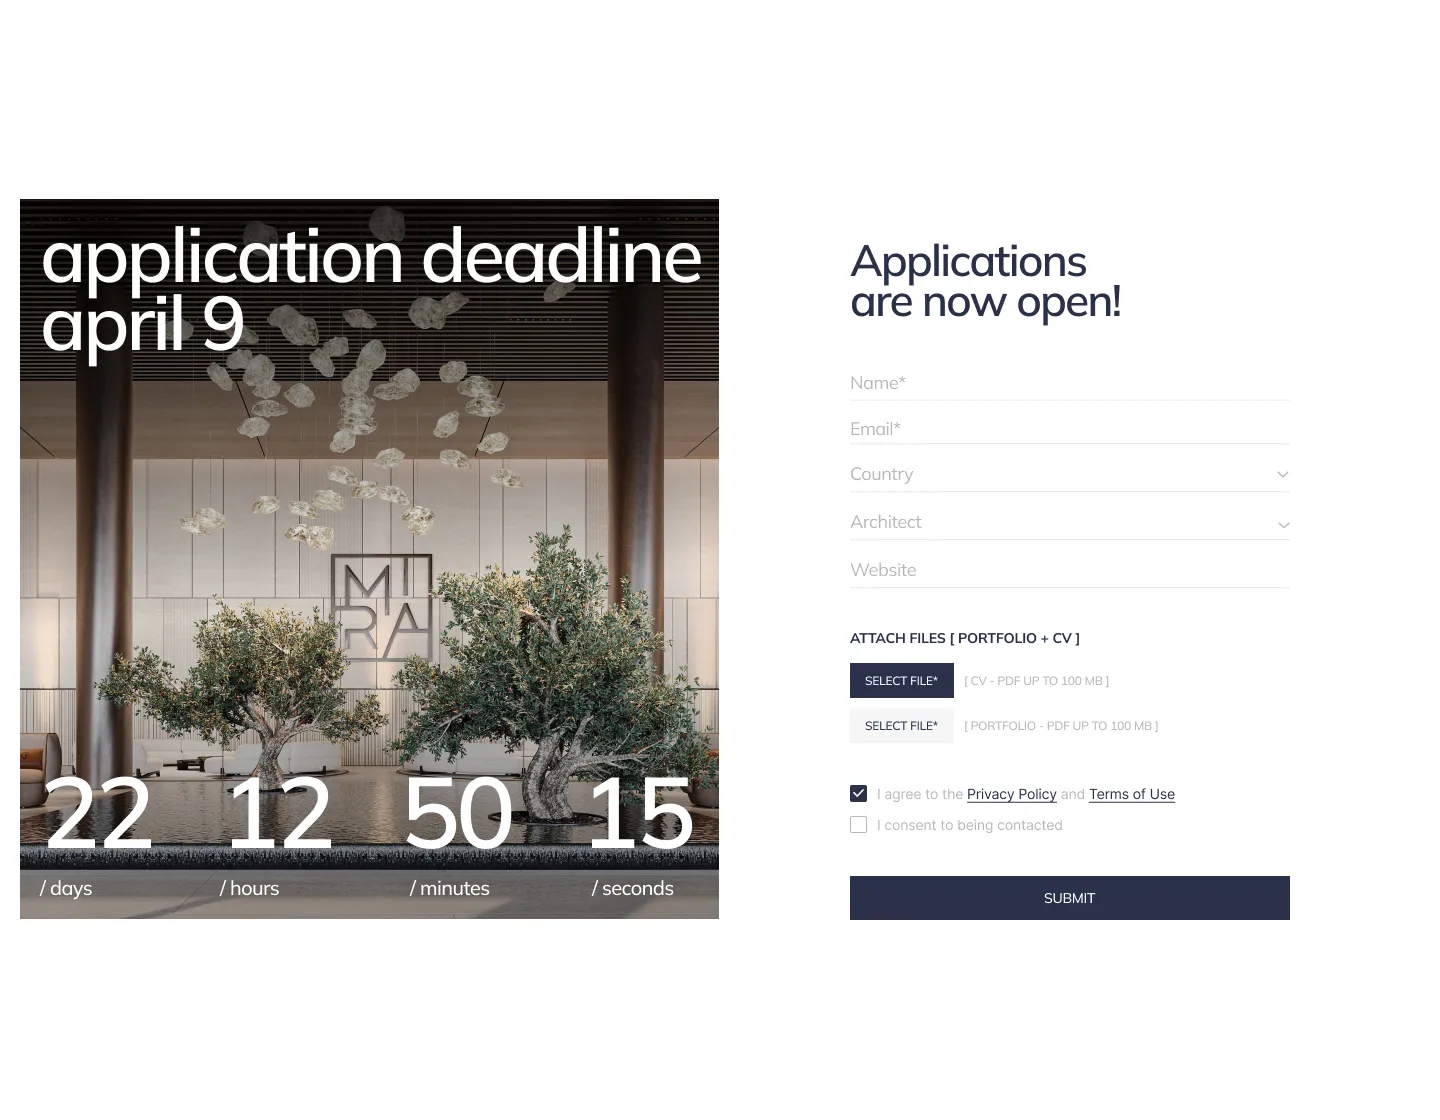 application deadline
april 9
MI
RA
22 12 50 15
/ days / hours / minutes / seconds
Applications
are now open!
Name*
Email*
Country
Architect
Website
ATTACH FILES [ PORTFOLIO + CV ]
SELECT FILE* [ CV - PDF UP TO 100 MB ]
SELECT FILE* [ PORTFOLIO - PDF UP TO 100 MB ]
I agree to the Privacy Policy and Terms of Use
I consent to being contacted
SUBMIT